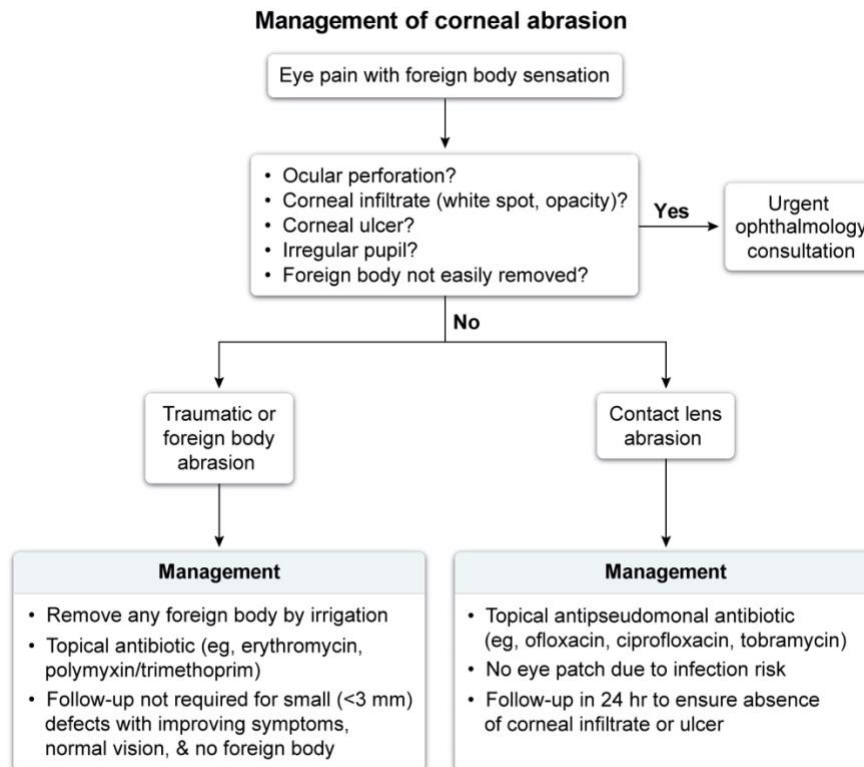 Management of corneal abrasion
Eye pain with foreign body sensation
• Ocular perforation?
• Corneal infiltrate (white spot, opacity)?
• Corneal ulcer?
• Irregular pupil?
• Foreign body not easily removed?
Yes
Urgent
ophthalmology
consultation
No
Traumatic or
foreign body
abrasion
Contact lens
abrasion
Management
• Remove any foreign body by irrigation
• Topical antibiotic (eg, erythromycin,
polymyxin/trimethoprim)
• Follow-up not required for small (<3 mm)
defects with improving symptoms,
normal vision, & no foreign body
Management
• Topical antipseudomonal antibiotic
(eg, ofloxacin, ciprofloxacin, tobramycin)
• No eye patch due to infection risk
• Follow-up in 24 hr to ensure absence
of corneal infiltrate or ulcer